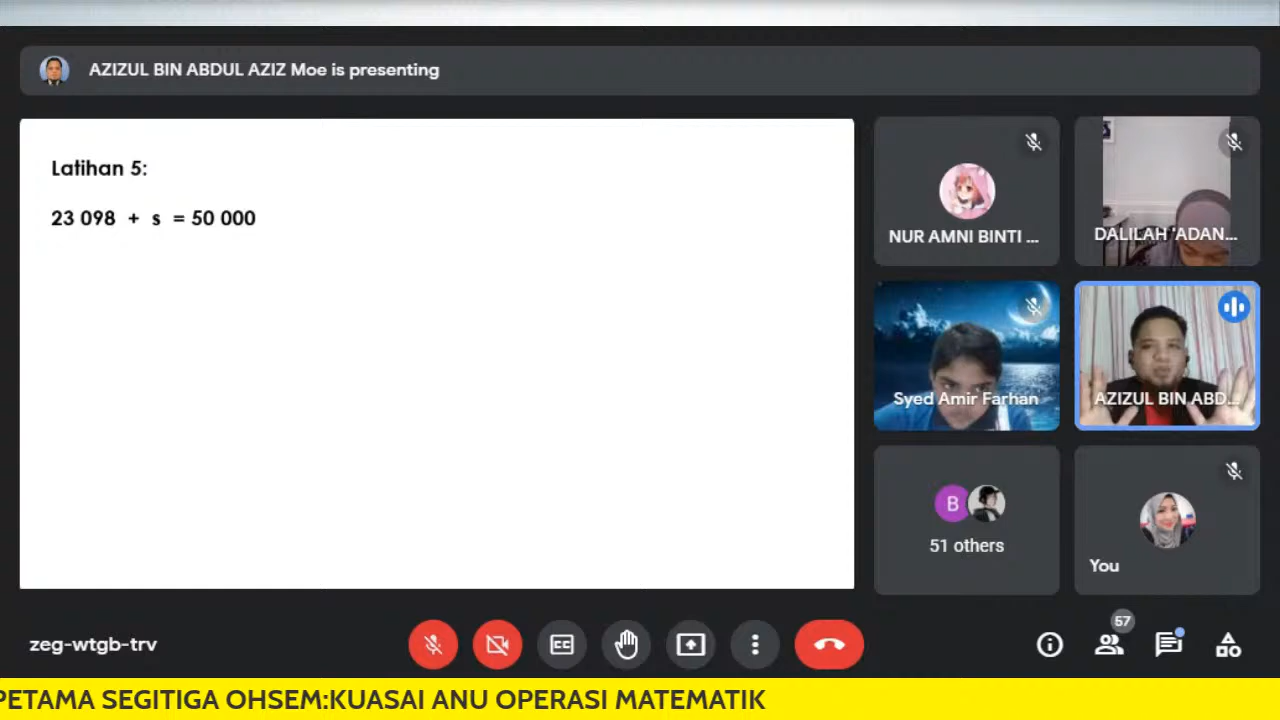 AZIZUL BIN ABDUL AZIZ Moe is presenting
Latihan 5:
23 098 + s = 50 000
NUR AMNI BINTI ...
DALILAH 'ADAN...
Syed Amir Farhan
AZIZUL BIN ABD...
B
51 others
You
zeg-wtgb-trv
57
PETAMA SEGITIGA OHSEM:KUASAI ANU OPERASI MATEMATIK